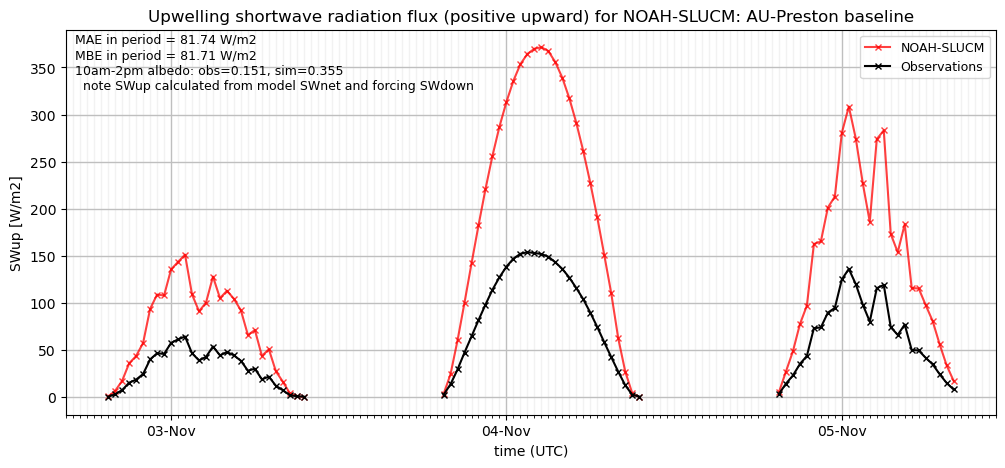 Upwelling shortwave radiation flux (positive upward) for NOAH-SLUCM: AU-Preston baseline
MAE in period = 81.74 W/m2
MBE in period = 81.71 W/m2
10am-2pm albedo: obs=0.151, sim=0.355
note SWup calculated from model SWnet and forcing SWdown
NOAH-SLUCM
Observations
SWup [W/m2]
350
300
250
200
150
100
50
0
03-Nov
04-Nov
05-Nov
time (UTC)